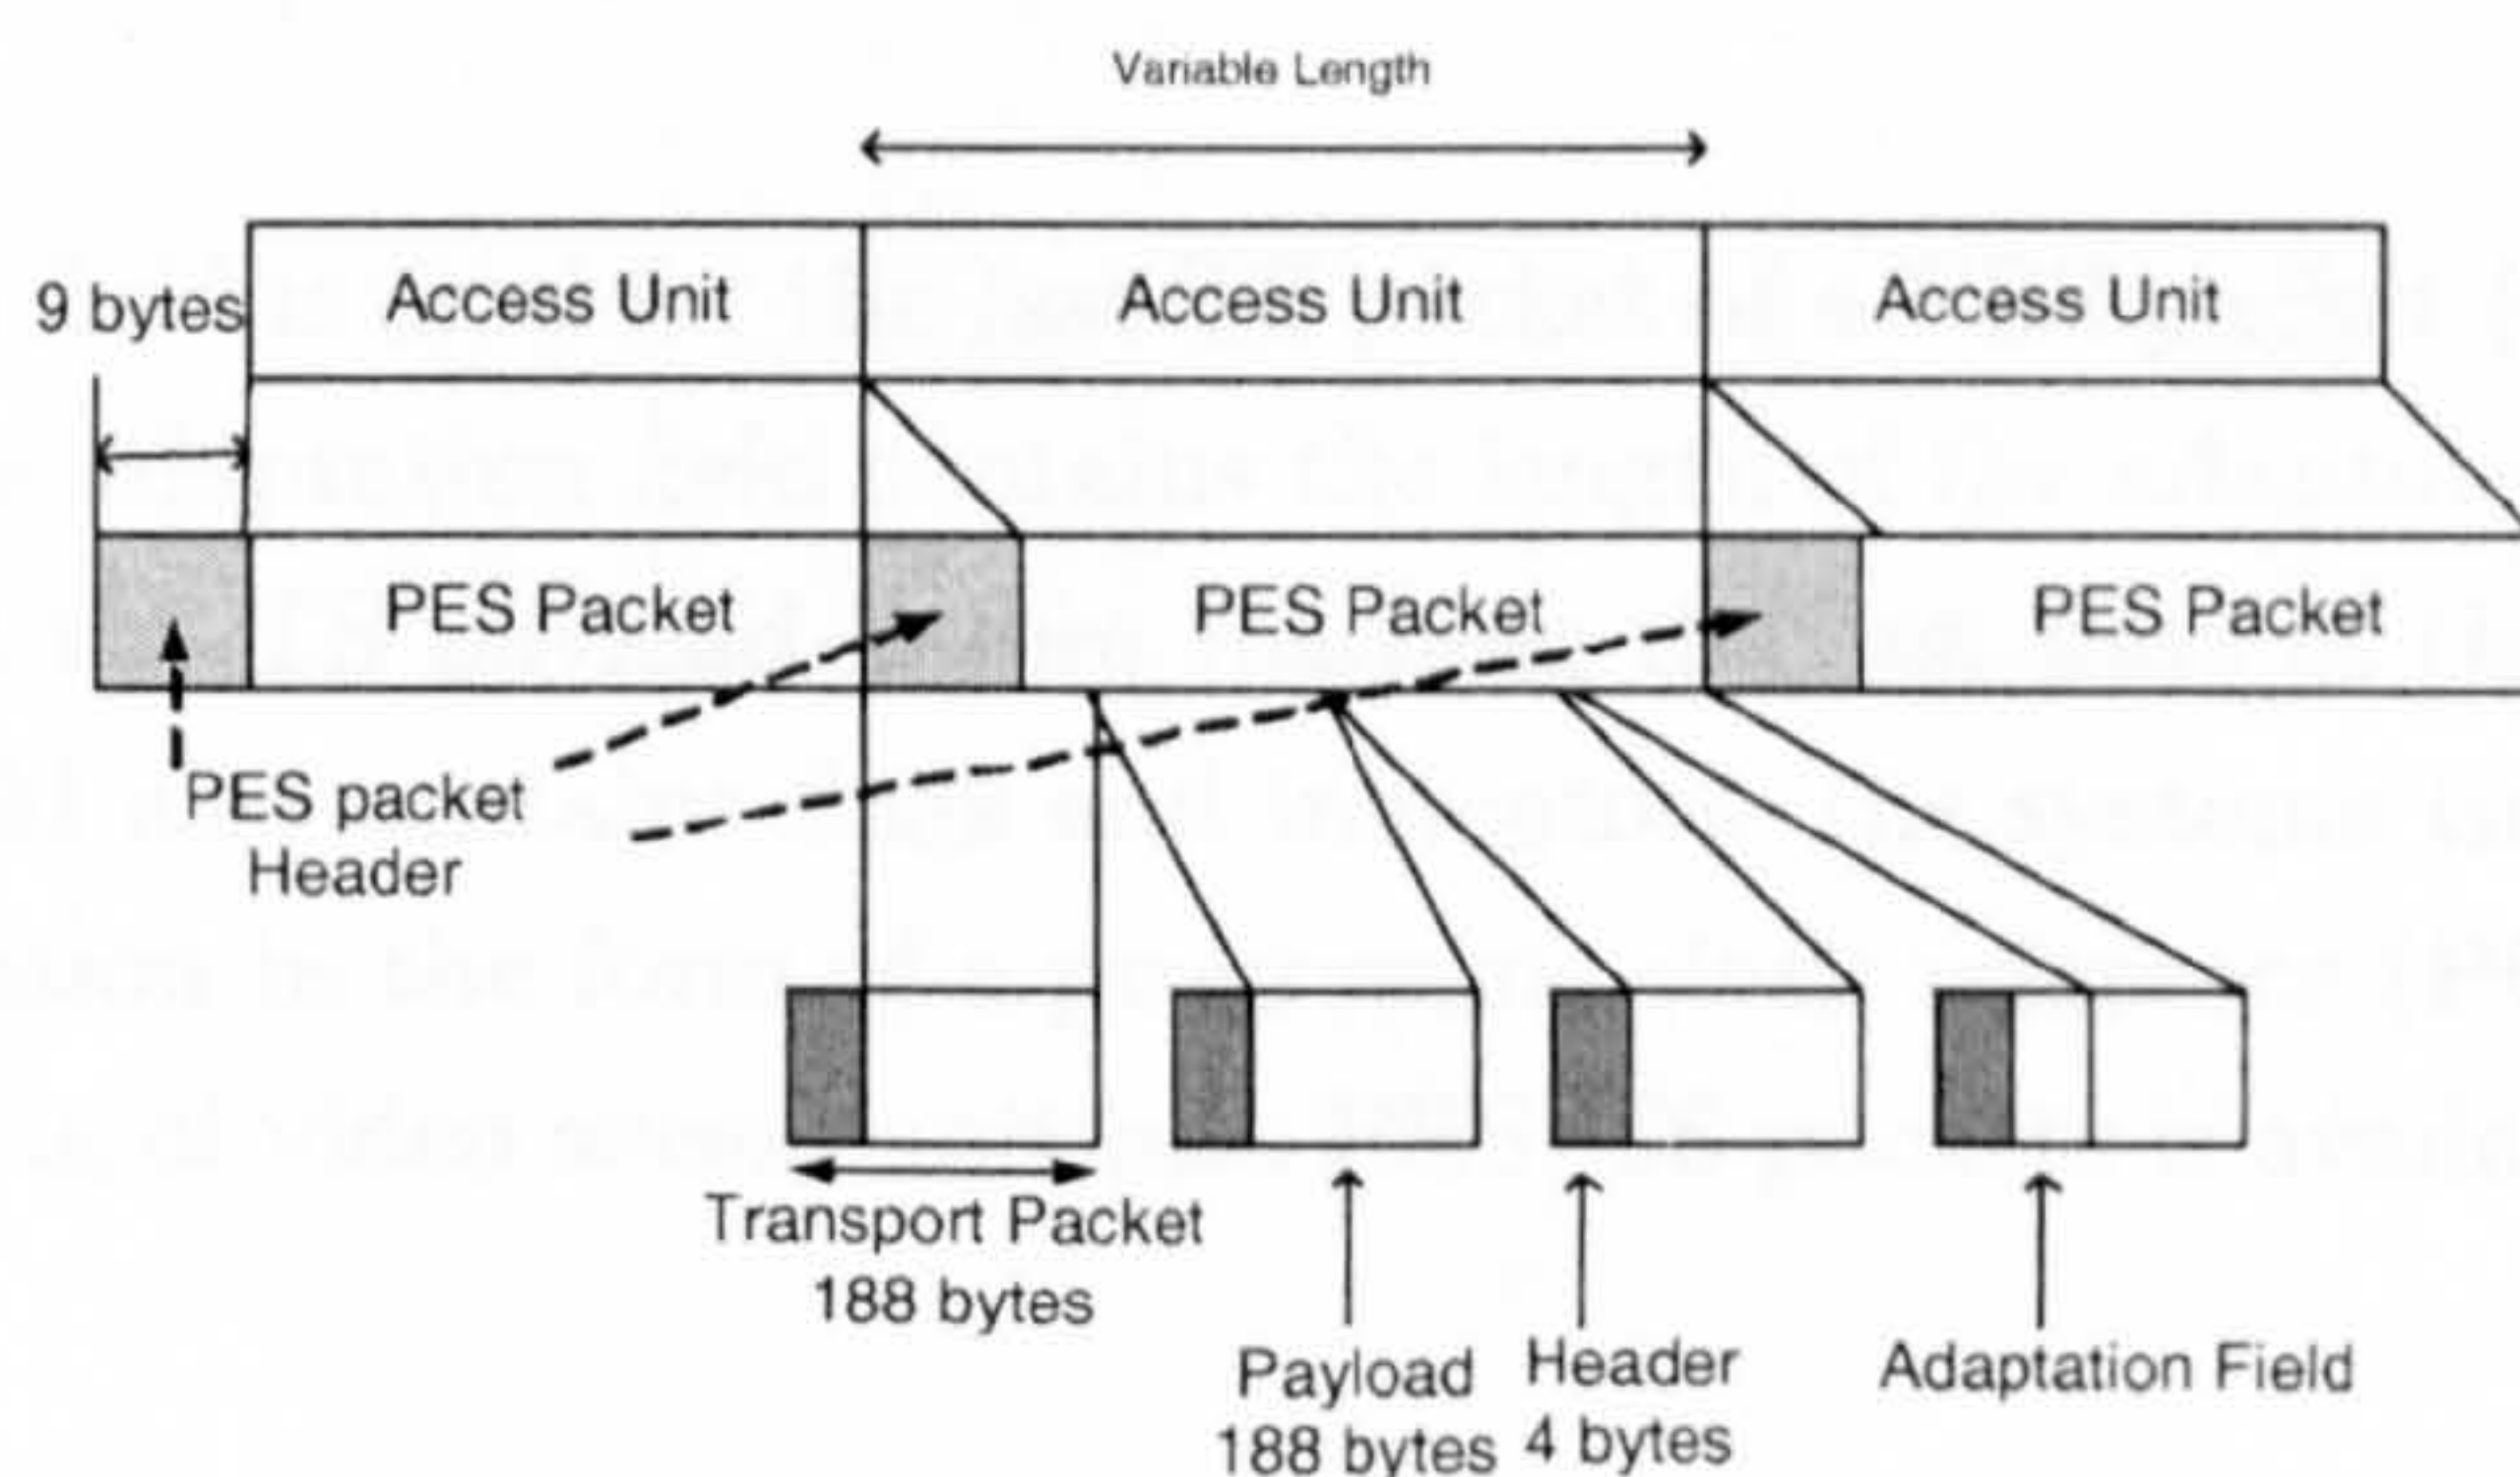 Variable Length
9 bytes
Access Unit
Access Unit
Access Unit
PES Packet
PES Packet
PES Packet
PES packet
Header
Transport Packet
188 bytes
Payload
188 bytes
Header
4 bytes
Adaptation Field